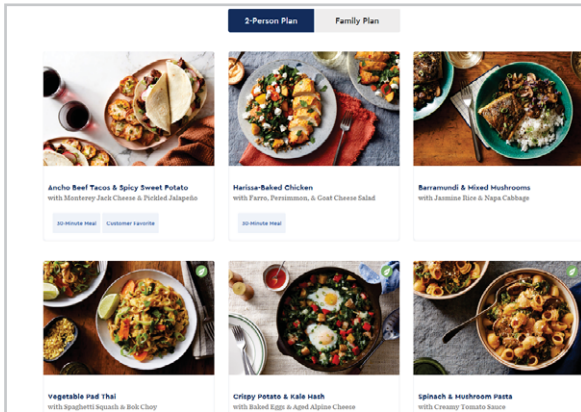 2-Person Plan
Family Plan
Ancho Beef Tacos & Spicy Sweet Potato
with Monterey Jack Cheese & Pickled Jalapeño
30-Minute Meal
Customer Favorite
Harissa-Baked Chicken
with Farro, Persimmon, & Goat Cheese Salad
30-Minute Meal
Barramundi & Mixed Mushrooms
with Jasmine Rice & Napa Cabbage
Vegetable Pad Thai
with Spaghetti Squash & Bok Choy
Crispy Potato & Kale Hash
with Baked Eggs & Aged Alpine Cheese
Spinach & Mushroom Pasta
with Creamy Tomato Sauce